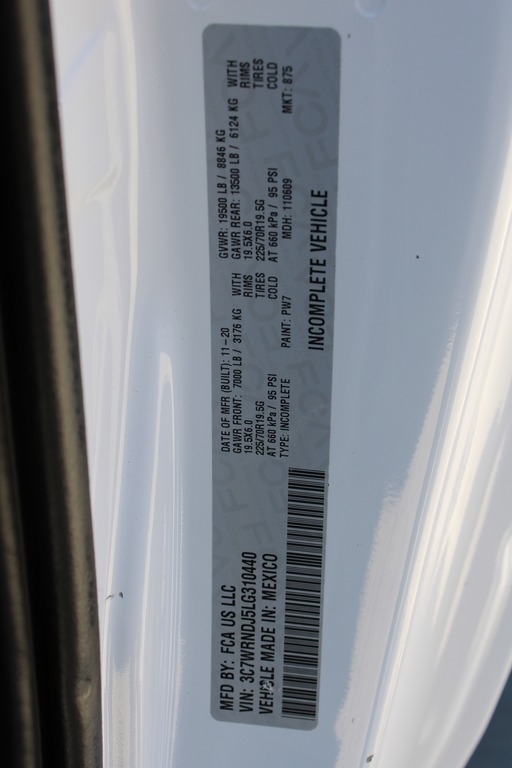 MFD BY: FCA US LLC
VIN: 3C7WRNDJ5LG310440
VEHICLE MADE IN: MEXICO
DATE OF MFR (BUILT): 11-20 GVWR: 19500 LB / 8846 KG
GAWR FRONT: 7000 LB / 3176 KG WITH GAWR REAR: 13500 LB / 6124 KG WITH
19.5X6.0 RIMS 19.5X6.0 RIMS
225/70R19.5G TIRES 225/70R19.5G TIRES
AT 660 kPa / 95 PSI COLD AT 660 kPa / 95 PSI COLD
TYPE: INCOMPLETE PAINT: PW7 MDH: 110609 MKT: 875
INCOMPLETE VEHICLE